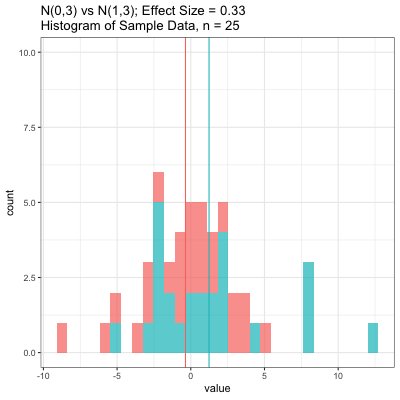 N(0,3) vs N(1,3); Effect Size = 0.33
Histogram of Sample Data, n = 25
10.0
7.5
5.0
2.5
0.0
count
-10 -5 0 5 10
value